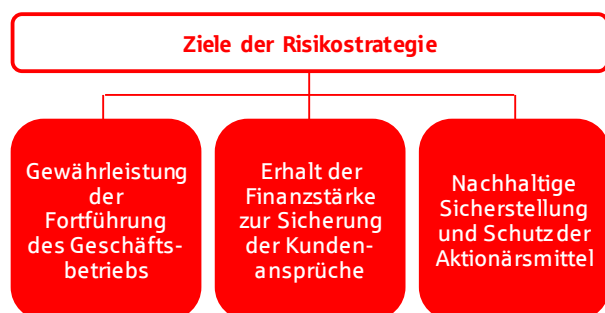 Ziele der Risikostrategie
Gewährleistung
der
Fortführung
des Geschäfts-
betriebs
Erhalt der
Finanzstärke
zur Sicherung
der Kunden-
ansprüche
Nachhaltige
Sicherstellung
und Schutz der
Aktionärsmittel